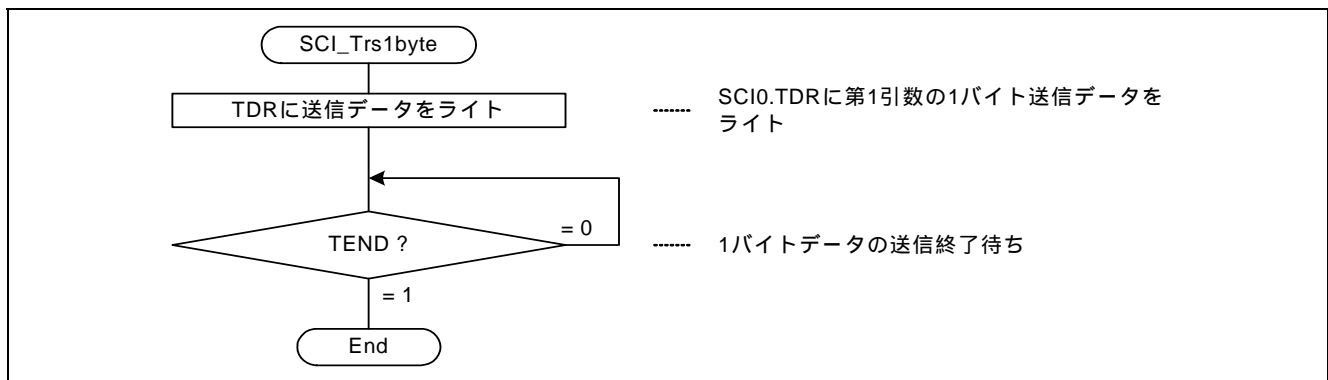 SCI_Trs1byte
TDRに送信データをライト
SCI0.TDRに第1引数の1バイト送信データを
ライト
= 0
TEND ?
1バイトデータの送信終了待ち
= 1
End